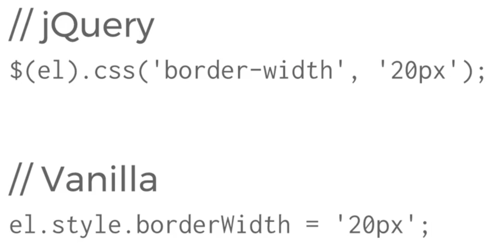 // jQuery
$(el).css('border-width', '20px');
// Vanilla
el.style.borderWidth = '20px';